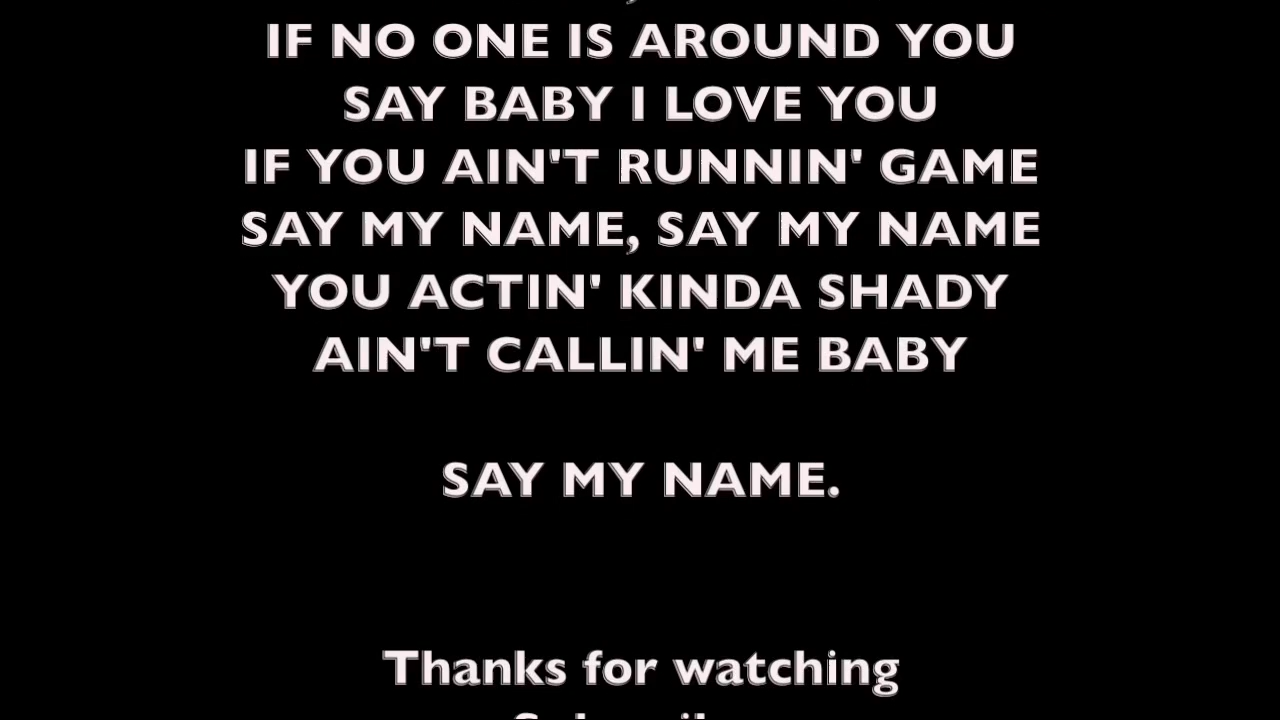 IF NO ONE IS AROUND YOU
SAY BABY I LOVE YOU
IF YOU AIN'T RUNNIN' GAME
SAY MY NAME, SAY MY NAME
YOU ACTIN' KINDA SHADY
AIN'T CALLIN' ME BABY
SAY MY NAME.
Thanks for watching